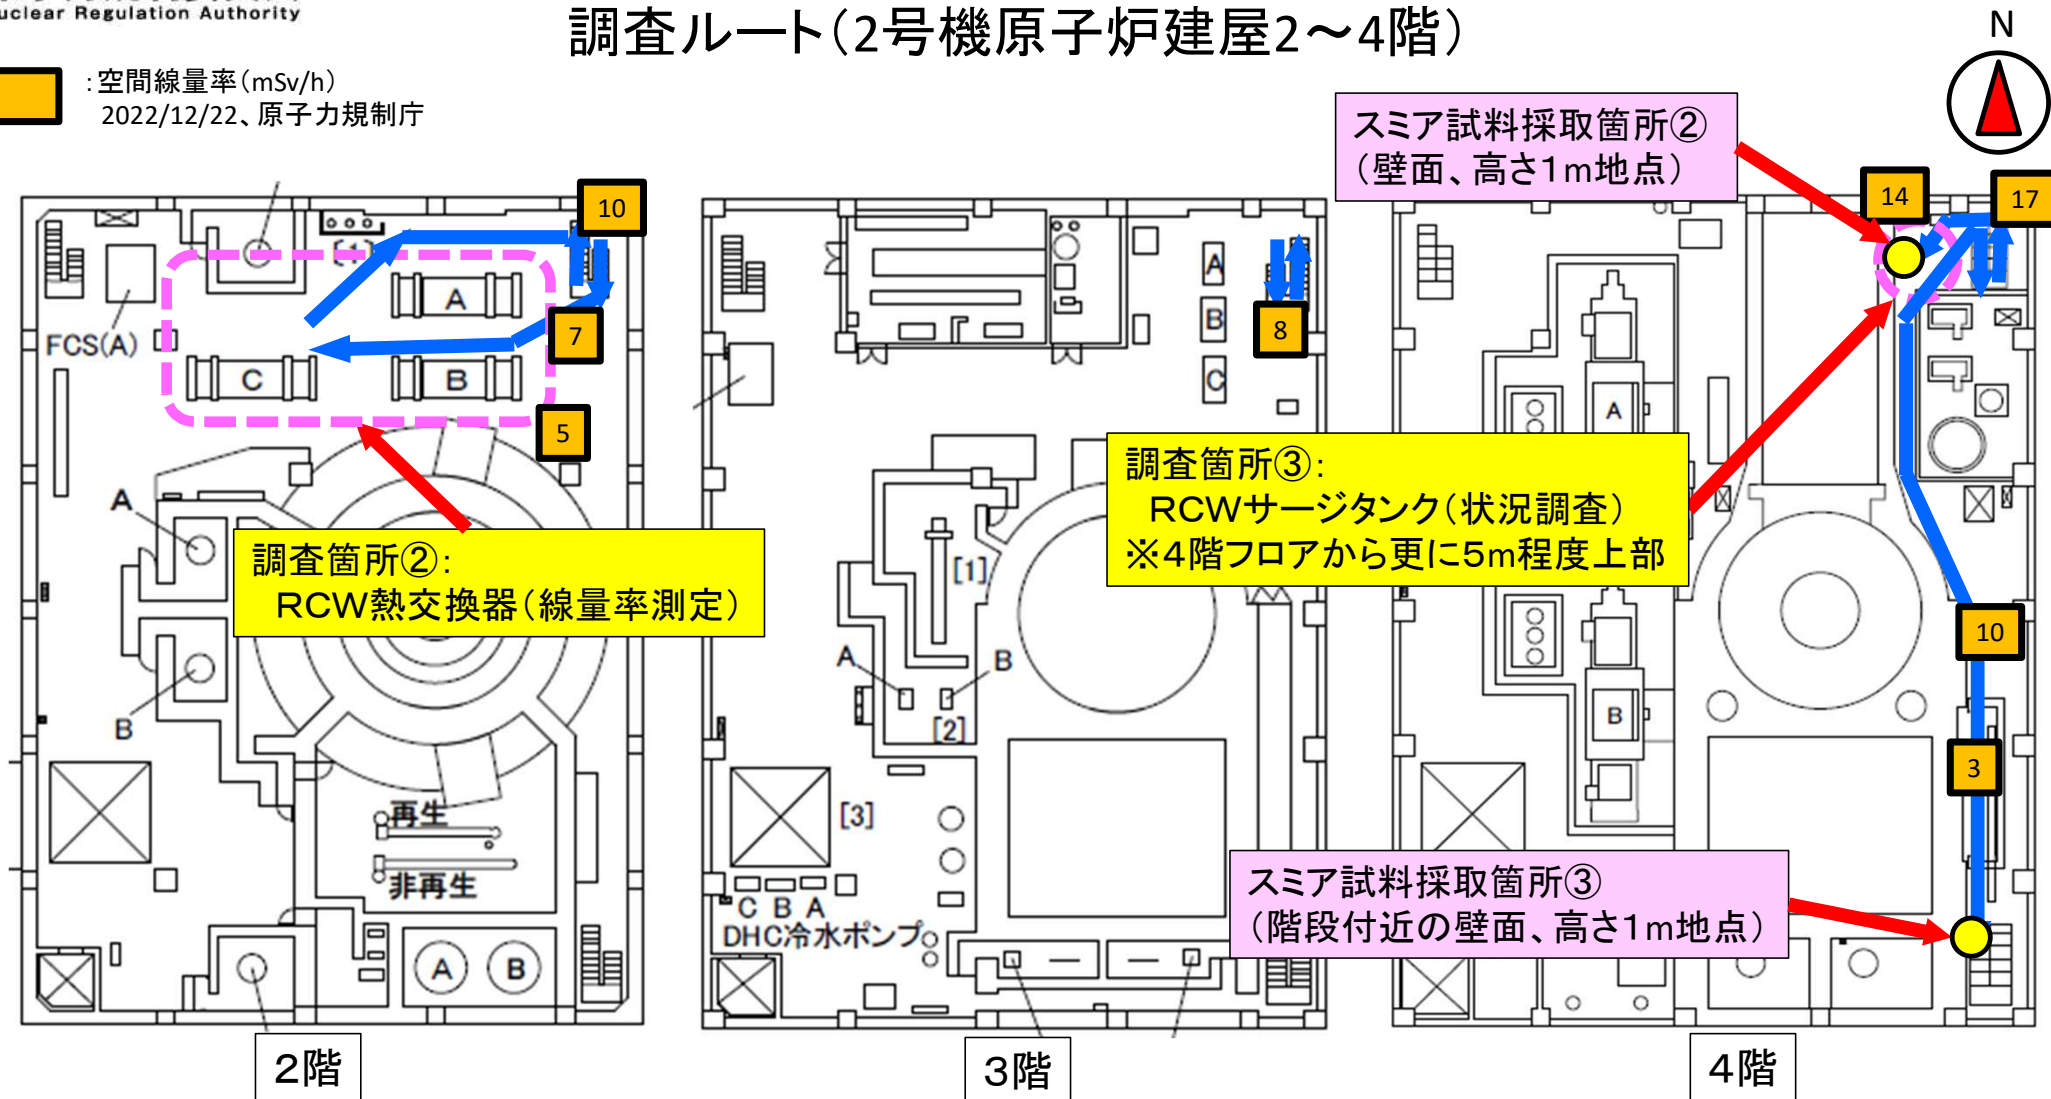 Nuclear Regulation Authority
調査ルート(2号機原子炉建屋2～4階)
N
:空間線量率(mSv/h)
2022/12/22、原子力規制庁
スミア試料採取箇所②
(壁面、高さ1m地点)
10
[1]
A
7
FCS(A)
C
B
5
A
調査箇所②:
RCW熱交換器(線量率測定)
B
再生
非再生
A
B
2階
A
B
8
C
[1]
A
B
[2]
[3]
C B A
DHC冷水ポンプ
3階
14
17
A
調査箇所③:
RCWサージタンク(状況調査)
※4階フロアから更に5m程度上部
10
B
3
スミア試料採取箇所③
(階段付近の壁面、高さ1m地点)
4階